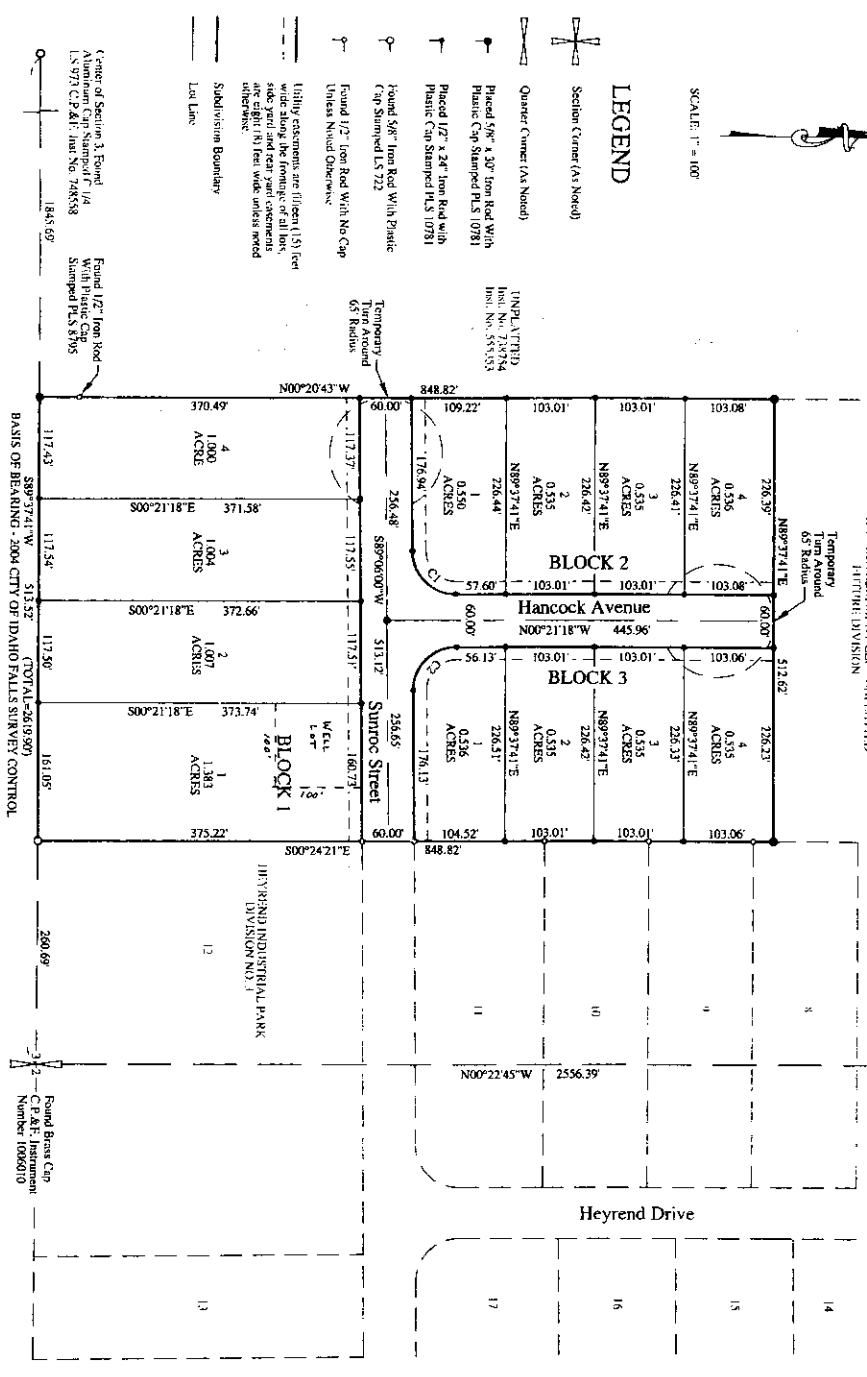 SCALE: 1" = 100'
LEGEND
Section Corner (As Noted)
Quarter Corner (As Noted)
Placed 5/8" x 30" Iron Rod With
Plastic Cap Stamped PLS 10781
Placed 1/2" x 24" Iron Rod with
Plastic Cap Stamped PLS 10781
Found 5/8" Iron Rod With Plastic
Cap Stamped LS 722
Found 1/2" Iron Rod With No Cap
Unless Noted Otherwise
Utility easements are fifteen (15) feet
wide along the frontage of all lots,
side yard and rear yard easements
are eight (8) feet wide unless noted
otherwise.
Subdivision Boundary
Lot Line
Center of Section 3, Found
Aluminum Cap Stamped C 1/4
LS 973 C.P.&F. Inst. No. 748558
Found 1/2" Iron Rod
With Plastic Cap
Stamped PLS 8795
1845.69'
UNPLATTED
Inst. No. 738754
Temporary
Turn Around
65' Radius
FUTURE DIVISION
Temporary
Turn Around
65' Radius
N89°37'41"E
512.62'
N00°20'43"W
848.82'
370.49'
60.00'
109.22'
103.01'
103.01'
103.08'
226.39'
4
0.536
ACRES
N89°37'41"E
226.41'
3
0.535
ACRES
N89°37'41"E
226.42'
2
0.535
ACRES
N89°37'41"E
226.44'
1
0.550
ACRES
176.94'
C1
57.60'
103.01'
103.01'
103.08'
BLOCK 2
Hancock Avenue
N00°21'18"W 445.96'
60.00'
60.00'
BLOCK 3
C2
56.13'
103.01'
103.01'
103.06'
226.23'
4
0.535
ACRES
N89°37'41"E
226.33'
3
0.535
ACRES
N89°37'41"E
226.42'
2
0.535
ACRES
N89°37'41"E
226.51'
1
0.536
ACRES
176.13'
104.52'
103.01'
103.01'
103.06'
848.82'
60.00'
256.48'
S89°06'00"W
513.12'
256.65'
Sunroc Street
117.37'
117.55'
117.51'
160.73'
4
1.000
ACRE
S00°21'18"E 371.58'
3
1.004
ACRES
S00°21'18"E 372.66'
2
1.007
ACRES
S00°21'18"E 373.74'
WELL
LOT
100'
100'
BLOCK 1
1
1.383
ACRES
375.22'
S00°24'21"E
117.43'
117.54'
117.50'
161.05'
S89°37'41"W 513.52' (TOTAL=2619.90')
BASIS OF BEARING - 2004 CITY OF IDAHO FALLS SURVEY CONTROL
260.69'
HEYREND INDUSTRIAL PARK
DIVISION NO. 3
8
9
10
11
12
N00°22'45"W 2556.39'
3
2
Found Brass Cap
C.P.&F. Instrument
Number 1006010
Heyrend Drive
14
15
16
17
13